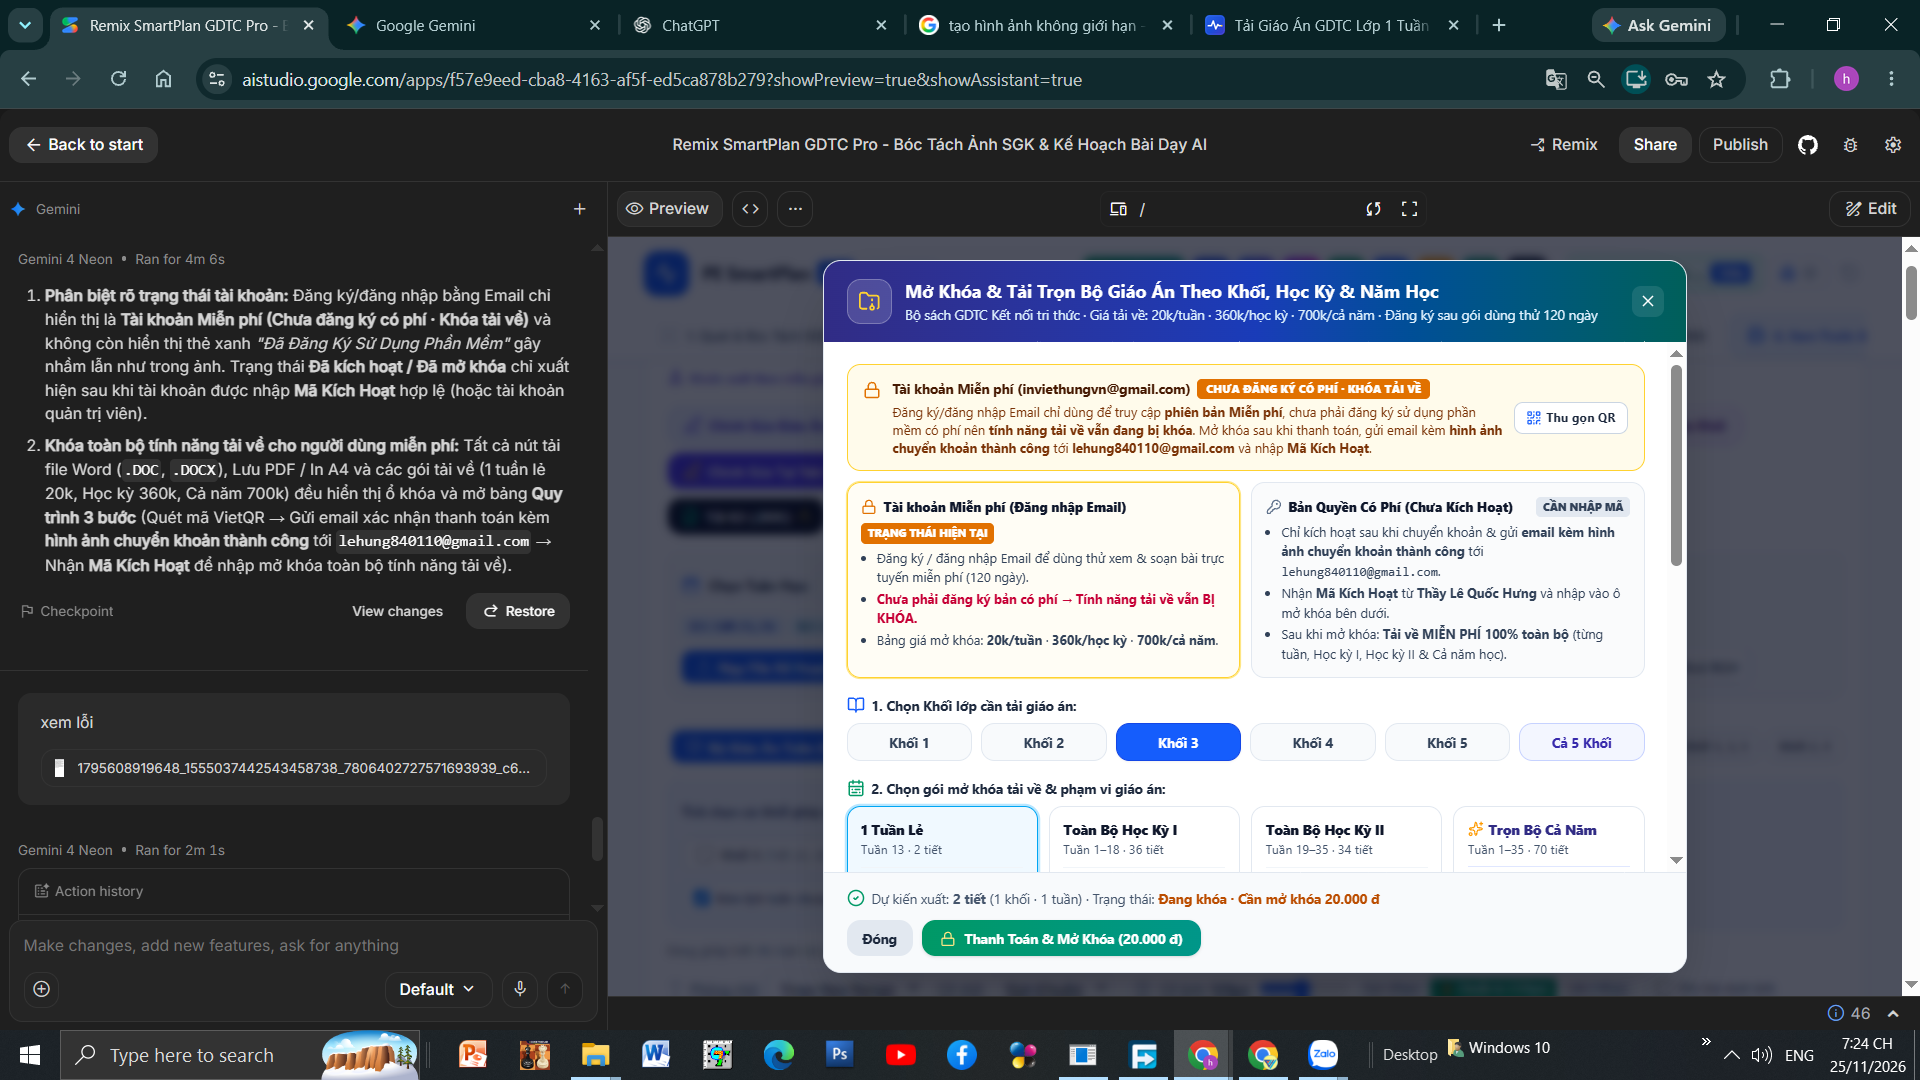 Remix SmartPlan GDTC Pro - E
Google Gemini
ChatGPT
tạo hình ảnh không giới hạn -
Tải Giáo Án GDTC Lớp 1 Tuần
Ask Gemini
aistudio.google.com/apps/f57e9eed-cba8-4163-af5f-ed5ca878b279?showPreview=true&showAssistant=true
h
Back to start
Remix SmartPlan GDTC Pro - Bóc Tách Ảnh SGK & Kế Hoạch Bài Dạy AI
Remix
Share
Publish
Gemini
Preview
/
Edit
Gemini 4 Neon • Ran for 4m 6s
1. Phân biệt rõ trạng thái tài khoản: Đăng ký/đăng nhập bằng Email chỉ
hiển thị là Tài khoản Miễn phí (Chưa đăng ký có phí · Khóa tải về) và
không còn hiển thị thẻ xanh "Đã Đăng Ký Sử Dụng Phần Mềm" gây
nhầm lẫn như trong ảnh. Trạng thái Đã kích hoạt / Đã mở khóa chỉ xuất
hiện sau khi tài khoản được nhập Mã Kích Hoạt hợp lệ (hoặc tài khoản
quản trị viên).
2. Khóa toàn bộ tính năng tải về cho người dùng miễn phí: Tất cả nút tải
file Word (.DOC, .DOCX), Lưu PDF / In A4 và các gói tải về (1 tuần lẻ
20k, Học kỳ 360k, Cả năm 700k) đều hiển thị ổ khóa và mở bảng Quy
trình 3 bước (Quét mã VietQR → Gửi email xác nhận thanh toán kèm
hình ảnh chuyển khoản thành công tới lehung840110@gmail.com →
Nhận Mã Kích Hoạt để nhập mở khóa toàn bộ tính năng tải về).
Checkpoint
View changes
Restore
xem lỗi
1795608919648_1555037442543458738_7806402727571693939_c6...
Gemini 4 Neon • Ran for 2m 1s
Action history
Make changes, add new features, ask for anything
Default
Mở Khóa & Tải Trọn Bộ Giáo Án Theo Khối, Học Kỳ & Năm Học
Bộ sách GDTC Kết nối tri thức · Giá tải về: 20k/tuần · 360k/học kỳ · 700k/cả năm · Đăng ký sau gói dùng thử 120 ngày
Tài khoản Miễn phí (inviethungvn@gmail.com) CHƯA ĐĂNG KÝ CÓ PHÍ - KHÓA TẢI VỀ
Đăng ký/đăng nhập Email chỉ dùng để truy cập phiên bản Miễn phí, chưa phải đăng ký sử dụng phần
mềm có phí nên tính năng tải về vẫn đang bị khóa. Mở khóa sau khi thanh toán, gửi email kèm hình ảnh
chuyển khoản thành công tới lehung840110@gmail.com và nhập Mã Kích Hoạt.
Thu gọn QR
Tài khoản Miễn phí (Đăng nhập Email)
TRẠNG THÁI HIỆN TẠI
• Đăng ký / đăng nhập Email để dùng thử xem & soạn bài trực
tuyến miễn phí (120 ngày).
• Chưa phải đăng ký bản có phí → Tính năng tải về vẫn BỊ
KHÓA.
• Bảng giá mở khóa: 20k/tuần · 360k/học kỳ · 700k/cả năm.
Bản Quyền Có Phí (Chưa Kích Hoạt)
CẦN NHẬP MÃ
• Chỉ kích hoạt sau khi chuyển khoản & gửi email kèm hình
ảnh chuyển khoản thành công tới
lehung840110@gmail.com.
• Nhận Mã Kích Hoạt từ Thầy Lê Quốc Hưng và nhập vào ô
mở khóa bên dưới.
• Sau khi mở khóa: Tải về MIỄN PHÍ 100% toàn bộ (từng
tuần, Học kỳ I, Học kỳ II & Cả năm học).
1. Chọn Khối lớp cần tải giáo án:
Khối 1
Khối 2
Khối 3
Khối 4
Khối 5
Cả 5 Khối
2. Chọn gói mở khóa tải về & phạm vi giáo án:
1 Tuần Lẻ
Tuần 13 · 2 tiết
Toàn Bộ Học Kỳ I
Tuần 1–18 · 36 tiết
Toàn Bộ Học Kỳ II
Tuần 19–35 · 34 tiết
Trọn Bộ Cả Năm
Tuần 1–35 · 70 tiết
Dự kiến xuất: 2 tiết (1 khối · 1 tuần) · Trạng thái: Đang khóa · Cần mở khóa 20.000 đ
Đóng
Thanh Toán & Mở Khóa (20.000 đ)
46
Type here to search
Ps
Zalo
Desktop
Windows 10
ENG
7:24 CH
25/11/2026